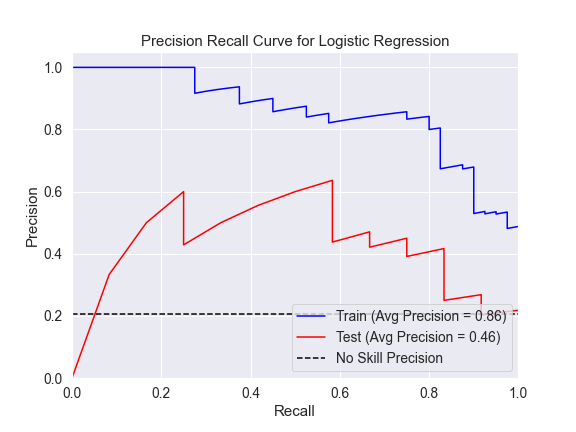 Precision Recall Curve for Logistic Regression
Precision
1.0
0.8
0.6
0.4
0.2
0.0
Train (Avg Precision = 0.86)
Test (Avg Precision = 0.46)
No Skill Precision
0.0 0.2 0.4 0.6 0.8 1.0
Recall